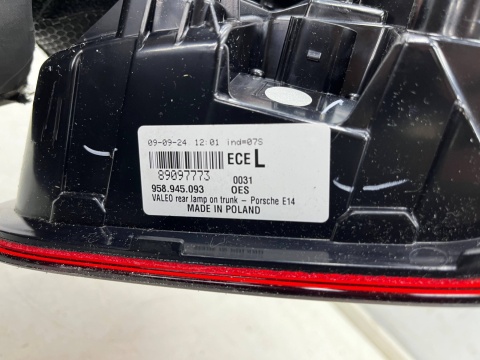 09-09-24 12:01 ind=07S
ECE L
89097773 0031
958.945.093 OES
VALEO rear lamp on trunk - Porsche E14
MADE IN POLAND